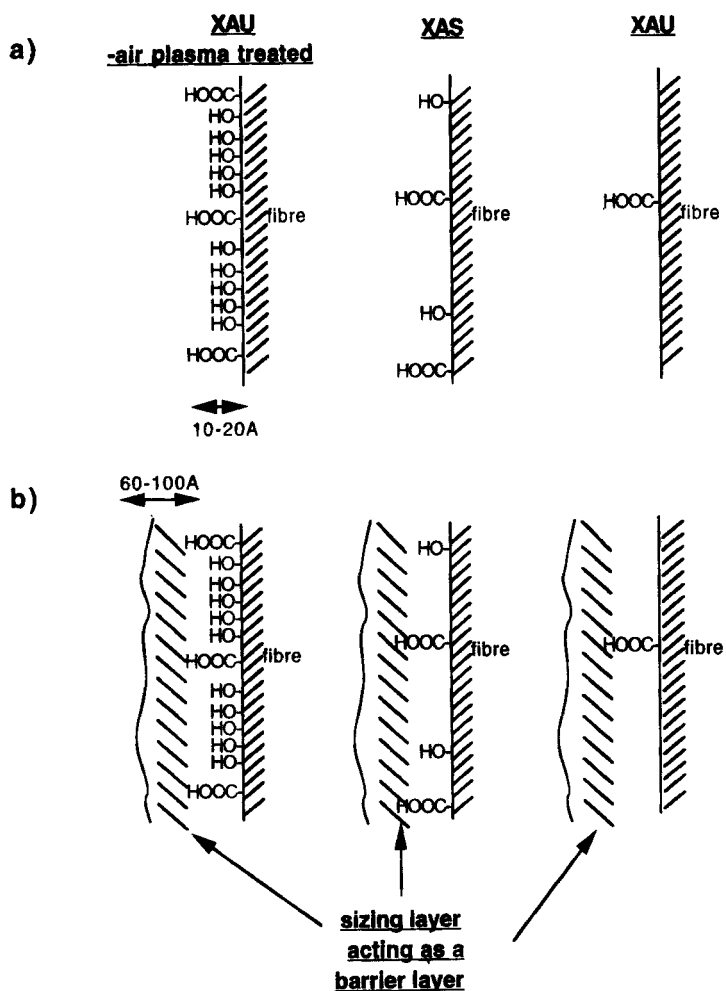 XAU XAS XAU
a) -air plasma treated
HOOC
HO
HO
HO
HO
HO
HOOC fibre
HO
HO
HO
HO
HO
HOOC
10-20A
HO
HOOC fibre
HO
HOOC
HOOC fibre
b) 60-100A
HOOC
HO
HO
HO
HO
HO
HOOC fibre
HO
HO
HO
HO
HO
HOOC
HO
HOOC fibre
HO
HOOC
HOOC fibre
sizing layer
acting as a
barrier layer